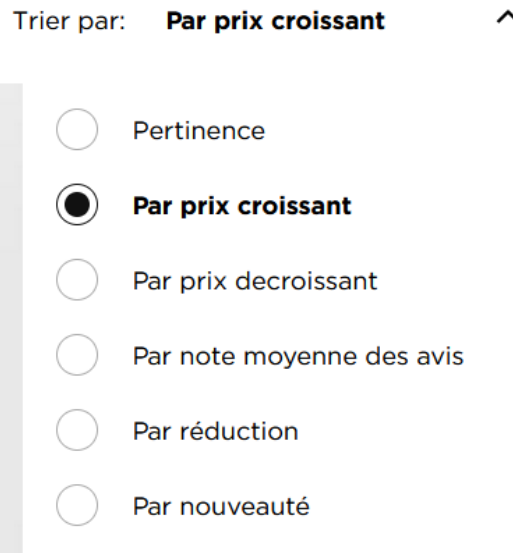 Trier par: Par prix croissant
Pertinence
Par prix croissant
Par prix decroissant
Par note moyenne des avis
Par réduction
Par nouveauté